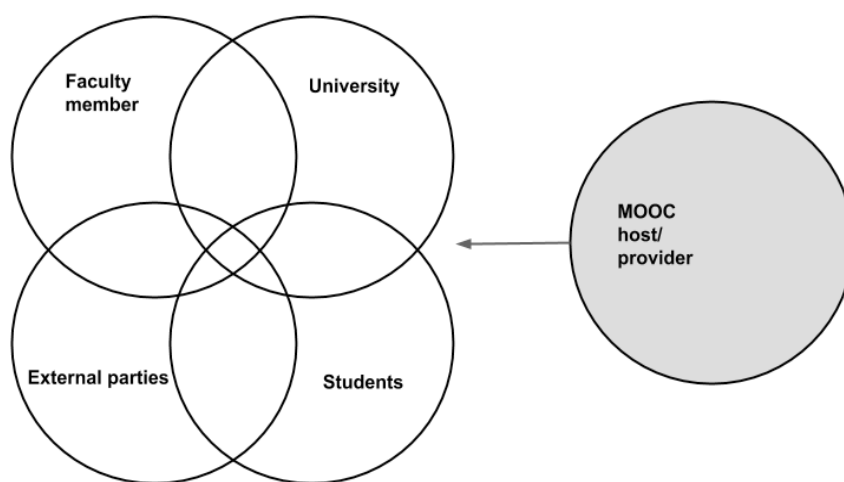 Faculty
member
University
MOOC
host/
provider
External parties
Students